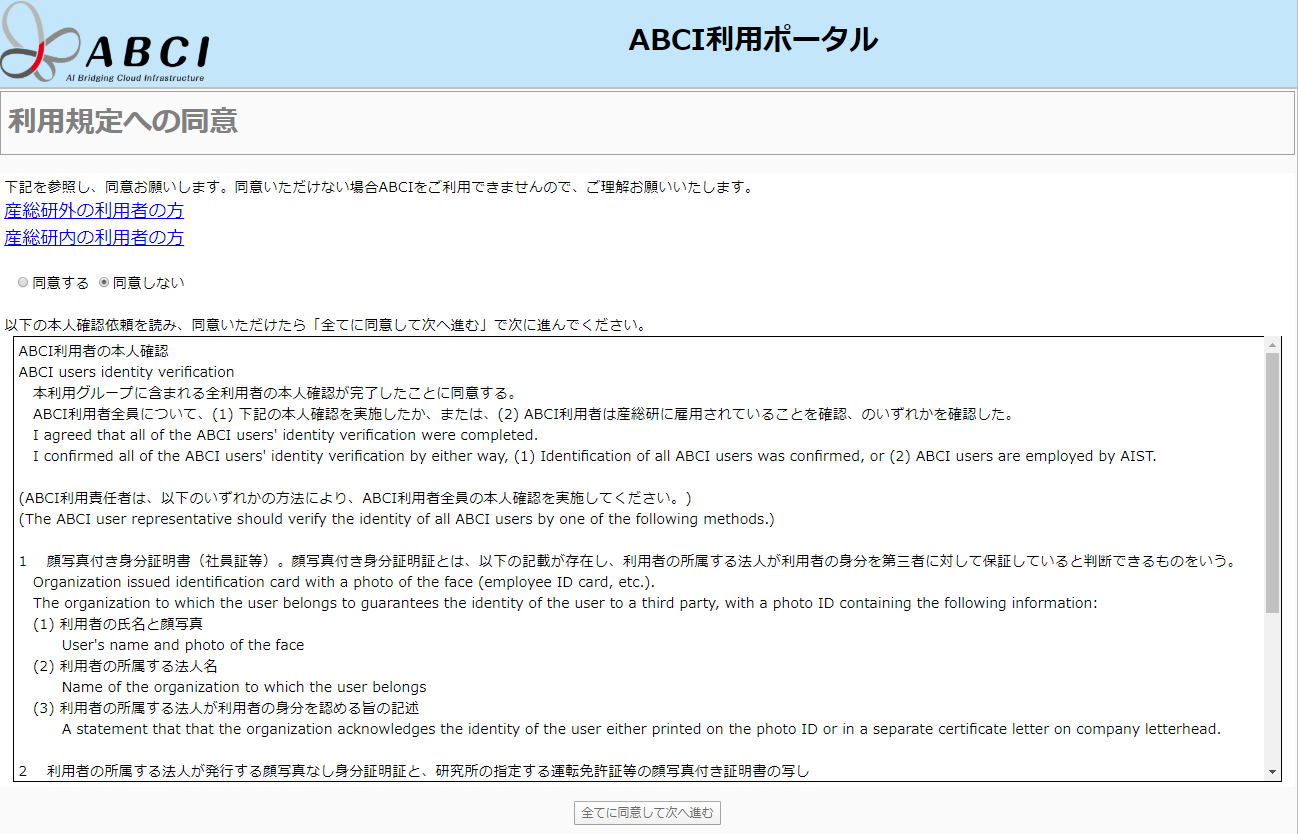 ABCI
AI Bridging Cloud Infrastructure
ABCI利用ポータル
利用規定への同意
下記を参照し、同意お願いします。同意いただけない場合ABCIをご利用できませんので、ご理解お願いいたします。
産総研外の利用者の方
産総研内の利用者の方
同意する 同意しない
以下の本人確認依頼を読み、同意いただけたら「全てに同意して次へ進む」で次に進んでください。
ABCI利用者の本人確認
ABCI users identity verification
本利用グループに含まれる全利用者の本人確認が完了したことに同意する。
ABCI利用者全員について、(1) 下記の本人確認を実施したか、または、(2) ABCI利用者は産総研に雇用されていることを確認、のいずれかを確認した。
I agreed that all of the ABCI users' identity verification were completed.
I confirmed all of the ABCI users' identity verification by either way, (1) Identification of all ABCI users was confirmed, or (2) ABCI users are employed by AIST.
(ABCI利用責任者は、以下のいずれかの方法により、ABCI利用者全員の本人確認を実施してください。)
(The ABCI user representative should verify the identity of all ABCI users by one of the following methods.)
1 顔写真付き身分証明書（社員証等）。顔写真付き身分証明証とは、以下の記載が存在し、利用者の所属する法人が利用者の身分を第三者に対して保証していると判断できるものをいう。
Organization issued identification card with a photo of the face (employee ID card, etc.).
The organization to which the user belongs to guarantees the identity of the user to a third party, with a photo ID containing the following information:
(1) 利用者の氏名と顔写真
User's name and photo of the face
(2) 利用者の所属する法人名
Name of the organization to which the user belongs
(3) 利用者の所属する法人が利用者の身分を認める旨の記述
A statement that that the organization acknowledges the identity of the user either printed on the photo ID or in a separate certificate letter on company letterhead.
2 利用者の所属する法人が発行する顔写真なし身分証明証と、研究所の指定する運転免許証等の顔写真付き証明書の写し
全てに同意して次へ進む